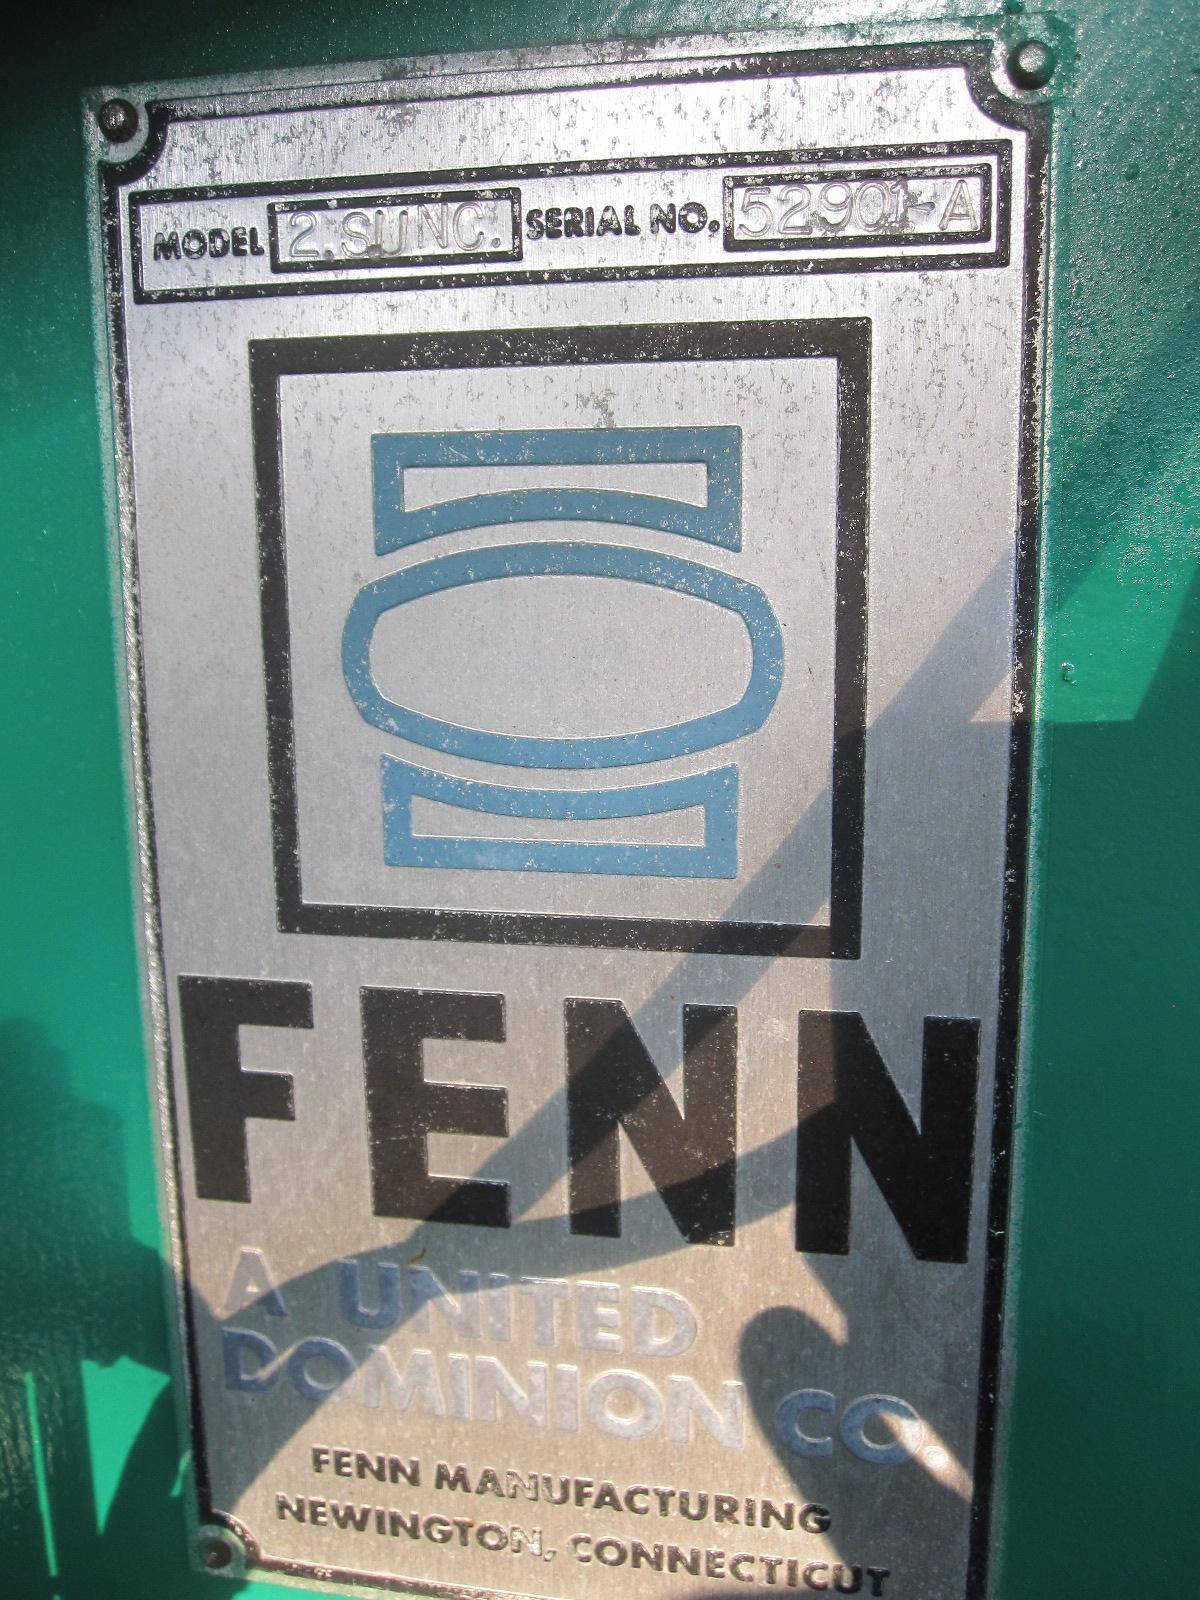 MODEL 2.SUNC. SERIAL NO. 52901-A
FENN
A UNITED
DOMINION CO.
FENN MANUFACTURING
NEWINGTON, CONNECTICUT